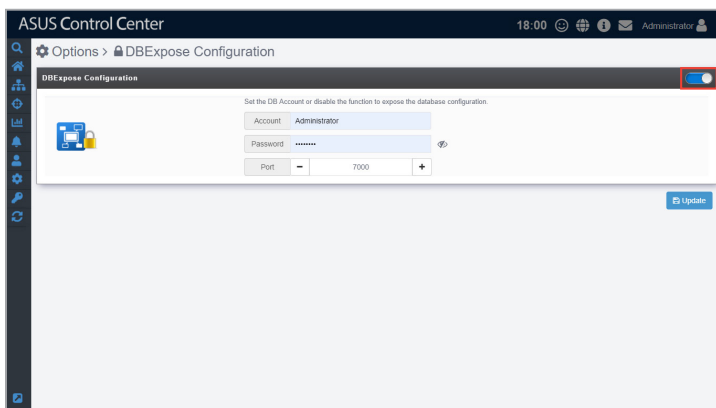 ASUS Control Center
18:00
Administrator
Options > DBExpose Configuration
DBExpose Configuration
Set the DB Account or disable the function to expose the database configuration.
Account Administrator
Password ••••••••
Port − 7000 +
Update